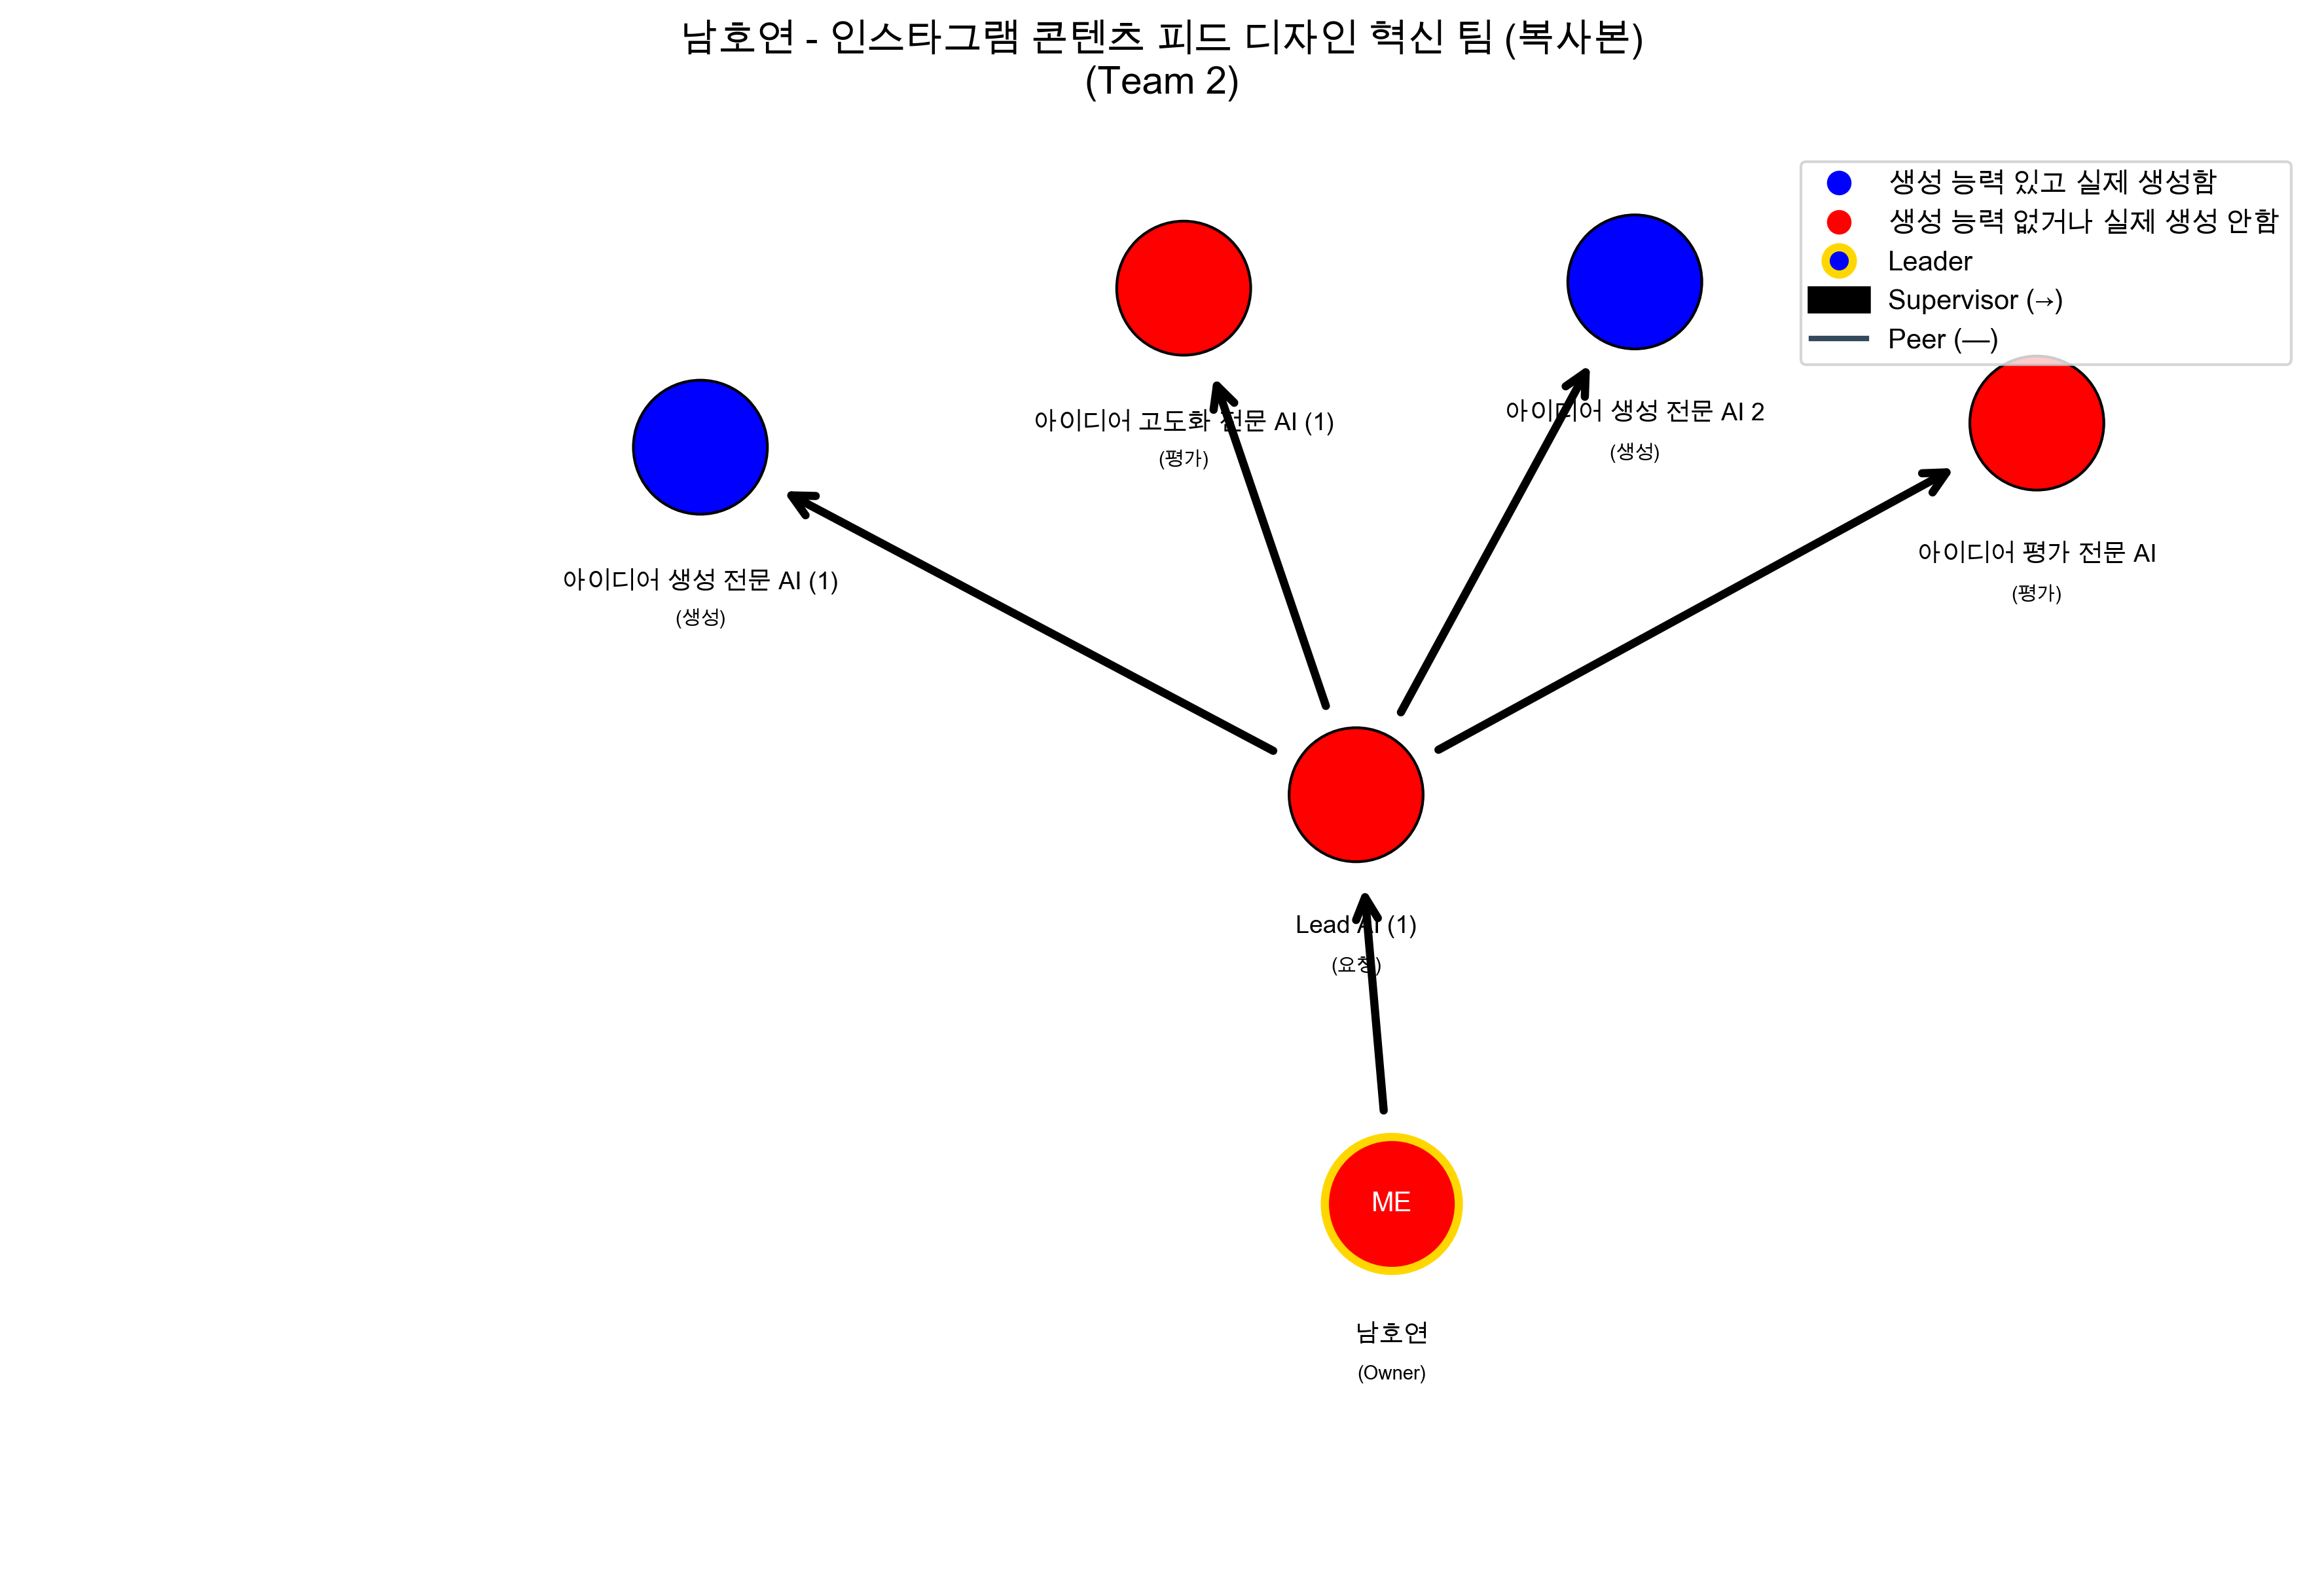 남호연 - 인스타그램 콘텐츠 피드 디자인 혁신 팀 (복사본)
(Team 2)
생성 능력 있고 실제 생성함
생성 능력 없거나 실제 생성 안함
Leader
Supervisor (→)
Peer (—)
아이디어 고도화 전문 AI (1)
(평가)
아이디어 생성 전문 AI 2
(생성)
아이디어 평가 전문 AI
(평가)
아이디어 생성 전문 AI (1)
(생성)
Lead AI (1)
(요청)
ME
남호연
(Owner)